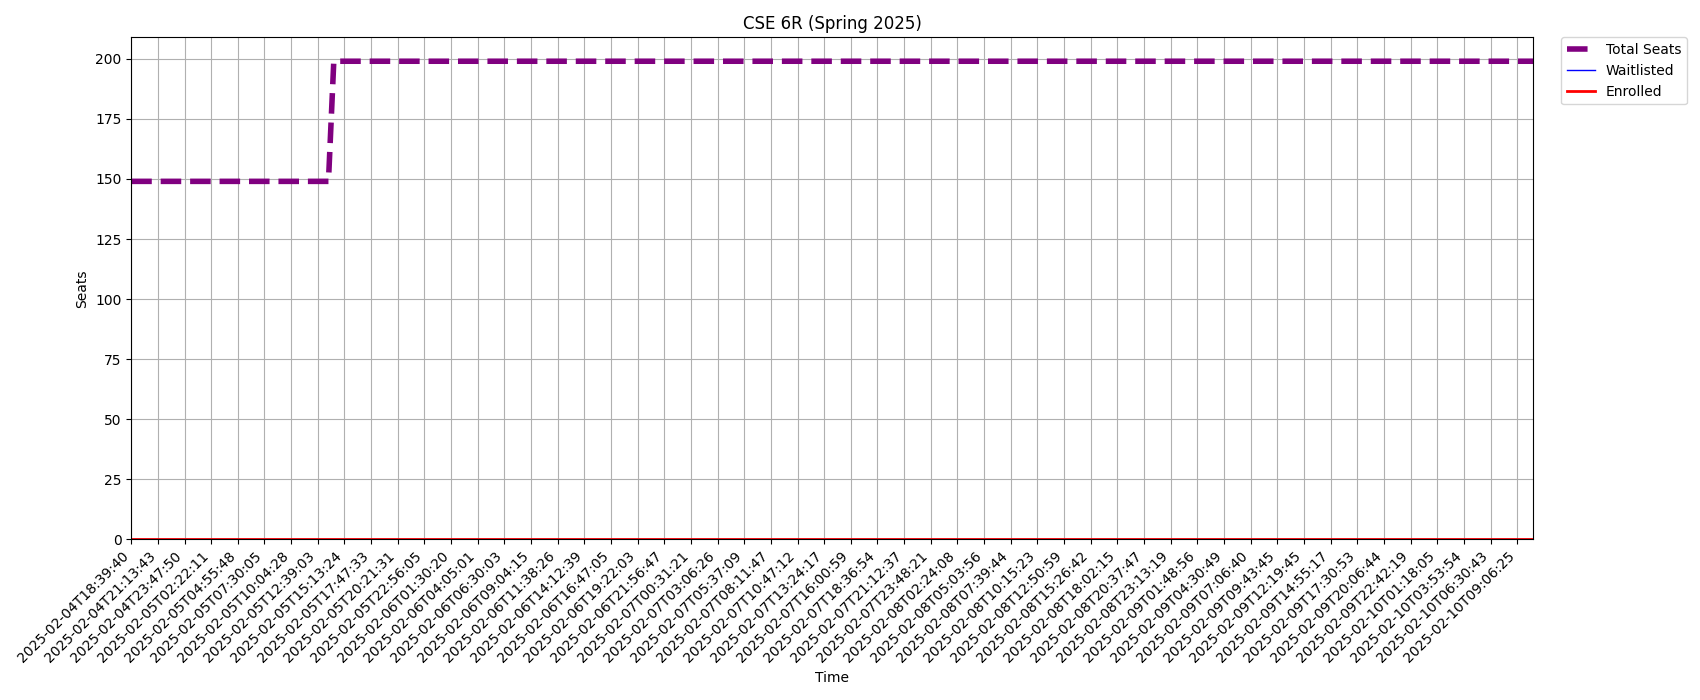 CSE 6R (Spring 2025)
Total Seats
Waitlisted
Enrolled
Seats
200
175
150
125
100
75
50
25
0
2025-02-04T18:39:40
2025-02-04T21:13:43
2025-02-04T23:47:50
2025-02-05T02:22:11
2025-02-05T04:55:48
2025-02-05T07:30:05
2025-02-05T10:04:28
2025-02-05T12:39:03
2025-02-05T15:13:24
2025-02-05T17:47:33
2025-02-05T20:21:31
2025-02-05T22:56:05
2025-02-06T01:30:20
2025-02-06T04:05:01
2025-02-06T06:30:03
2025-02-06T09:04:15
2025-02-06T11:38:26
2025-02-06T14:12:39
2025-02-06T16:47:05
2025-02-06T19:22:03
2025-02-06T21:56:47
2025-02-07T00:31:21
2025-02-07T03:06:26
2025-02-07T05:37:09
2025-02-07T08:11:47
2025-02-07T10:47:12
2025-02-07T13:24:17
2025-02-07T16:00:59
2025-02-07T18:36:54
2025-02-07T21:12:37
2025-02-07T23:48:21
2025-02-08T02:24:08
2025-02-08T05:03:56
2025-02-08T07:39:44
2025-02-08T10:15:23
2025-02-08T12:50:59
2025-02-08T15:26:42
2025-02-08T18:02:15
2025-02-08T20:37:47
2025-02-08T23:13:19
2025-02-09T01:48:56
2025-02-09T04:30:49
2025-02-09T07:06:40
2025-02-09T09:43:45
2025-02-09T12:19:45
2025-02-09T14:55:17
2025-02-09T17:30:53
2025-02-09T20:06:44
2025-02-09T22:42:19
2025-02-10T01:18:05
2025-02-10T03:53:54
2025-02-10T06:30:43
2025-02-10T09:06:25
Time